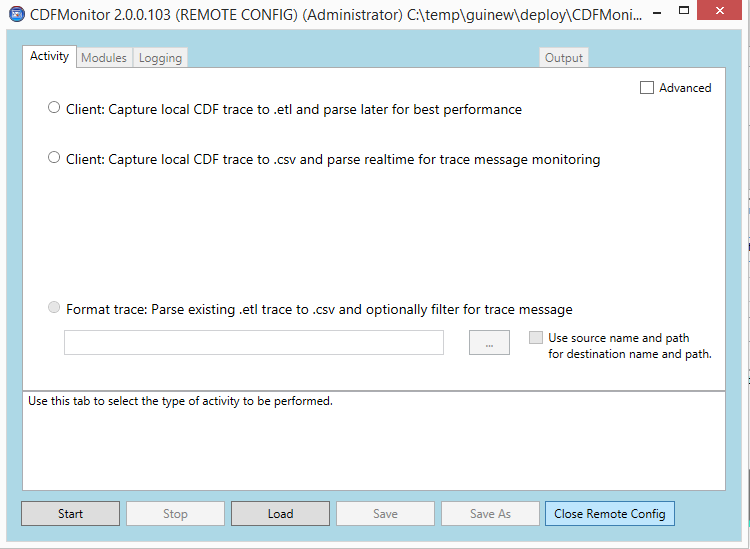 CDFMonitor 2.0.0.103 (REMOTE CONFIG) (Administrator) C:\temp\guinew\deploy\CDFMoni...
Activity Modules Logging Output
Advanced
Client: Capture local CDF trace to .etl and parse later for best performance
Client: Capture local CDF trace to .csv and parse realtime for trace message monitoring
Format trace: Parse existing .etl trace to .csv and optionally filter for trace message
... Use source name and path
for destination name and path.
Use this tab to select the type of activity to be performed.
Start Stop Load Save Save As Close Remote Config